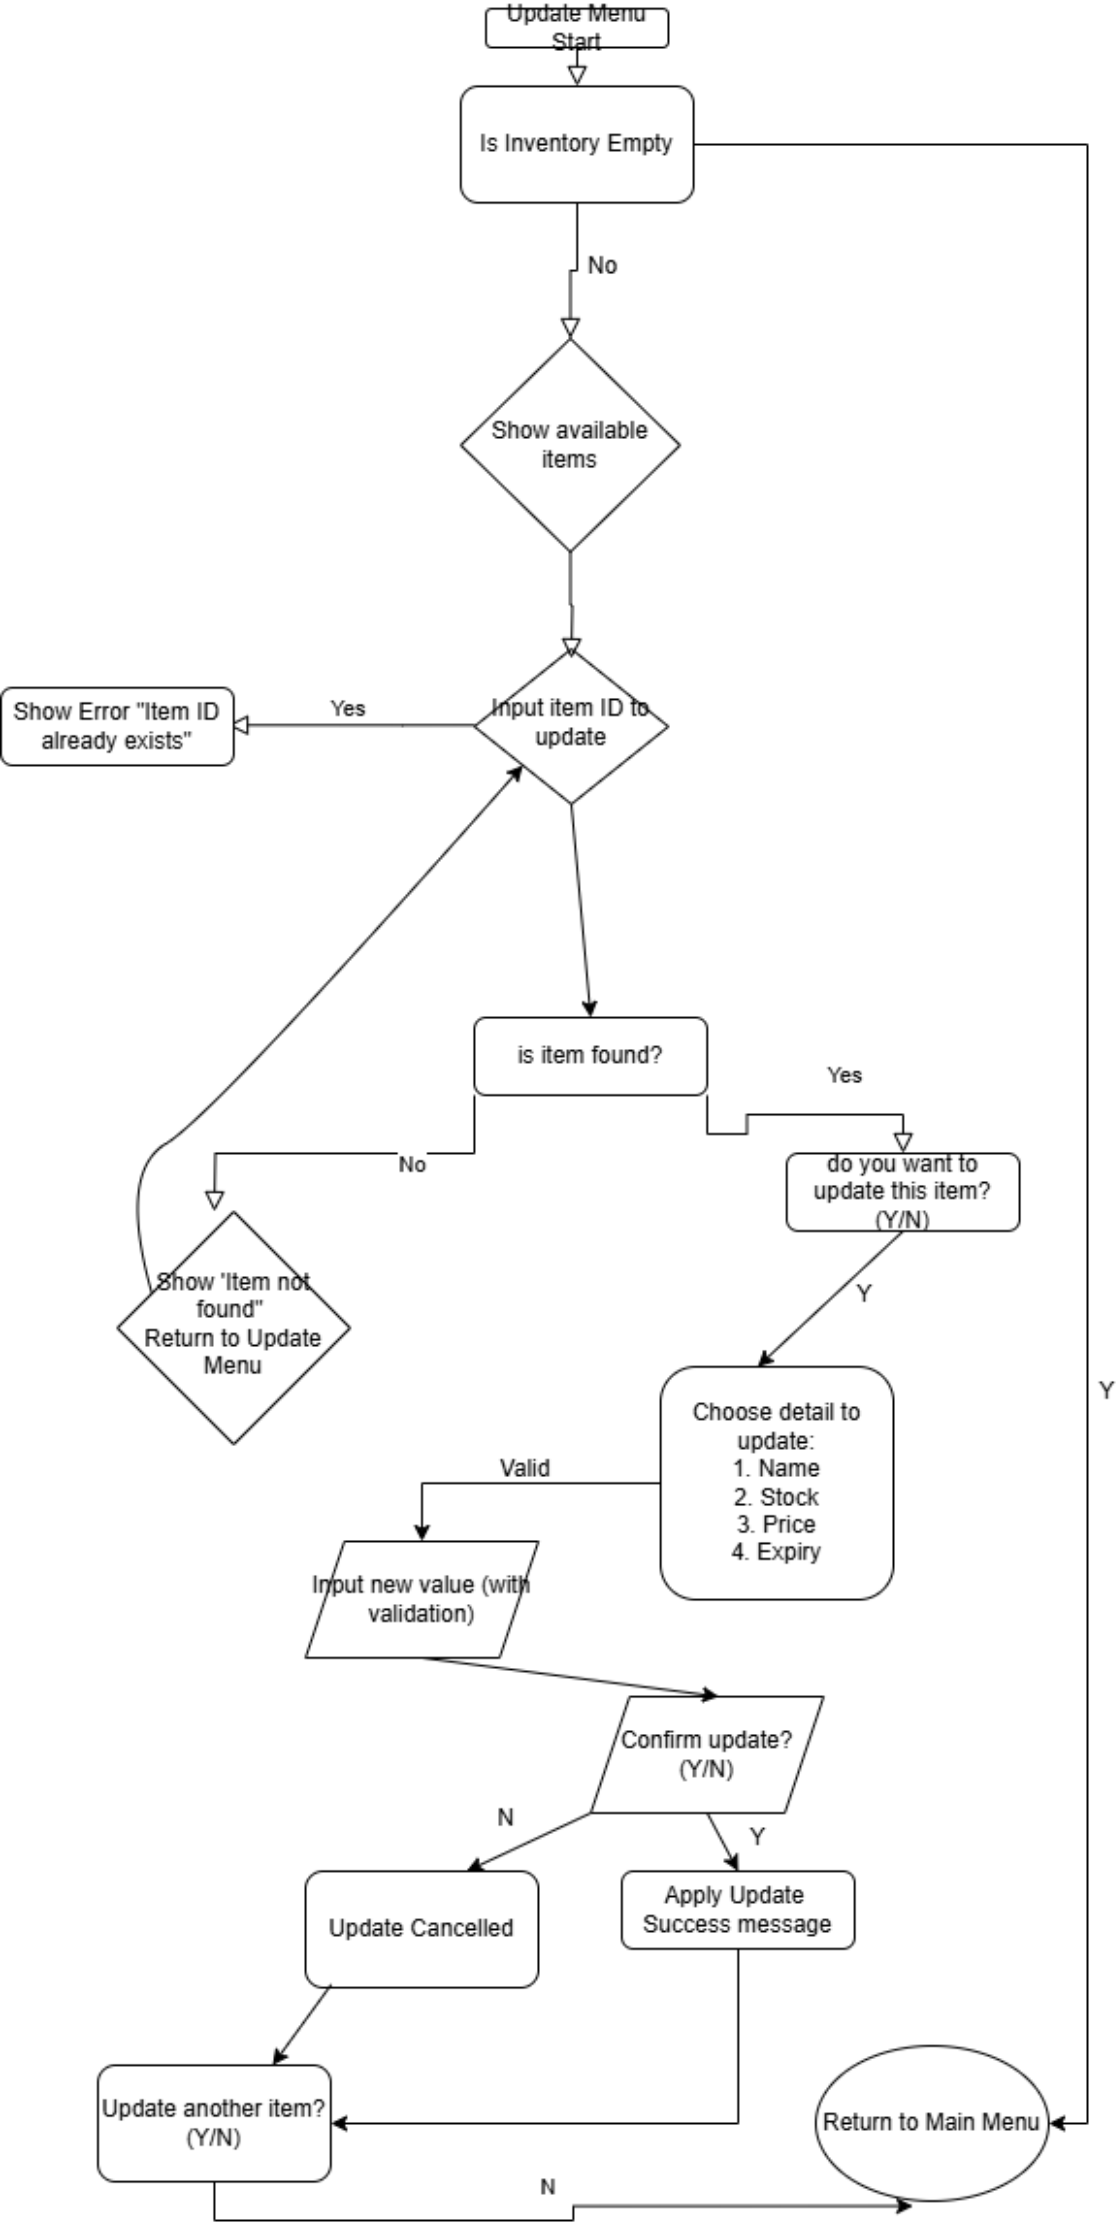 Update Menu
Start
Is Inventory Empty
No
Show available
items
Input item ID to
update
Yes
Show Error "Item ID
already exists"
is item found?
Yes
No
do you want to
update this item?
(Y/N)
Y
Show 'Item not
found"
Return to Update
Menu
Y
Choose detail to
update:
1. Name
2. Stock
3. Price
4. Expiry
Valid
Input new value (with
validation)
Confirm update?
(Y/N)
N
Y
Update Cancelled
Apply Update
Success message
Update another item?
(Y/N)
Return to Main Menu
N